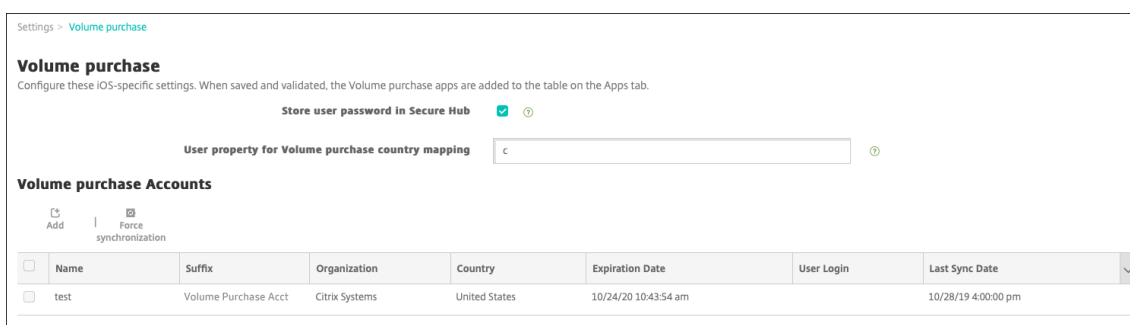 Settings > Volume purchase
Volume purchase
Configure these iOS-specific settings. When saved and validated, the Volume purchase apps are added to the table on the Apps tab.
Store user password in Secure Hub
User property for Volume purchase country mapping c
Volume purchase Accounts
Add | Force synchronization
Name Suffix Organization Country Expiration Date User Login Last Sync Date
test Volume Purchase Acct Citrix Systems United States 10/24/20 10:43:54 am 10/28/19 4:00:00 pm